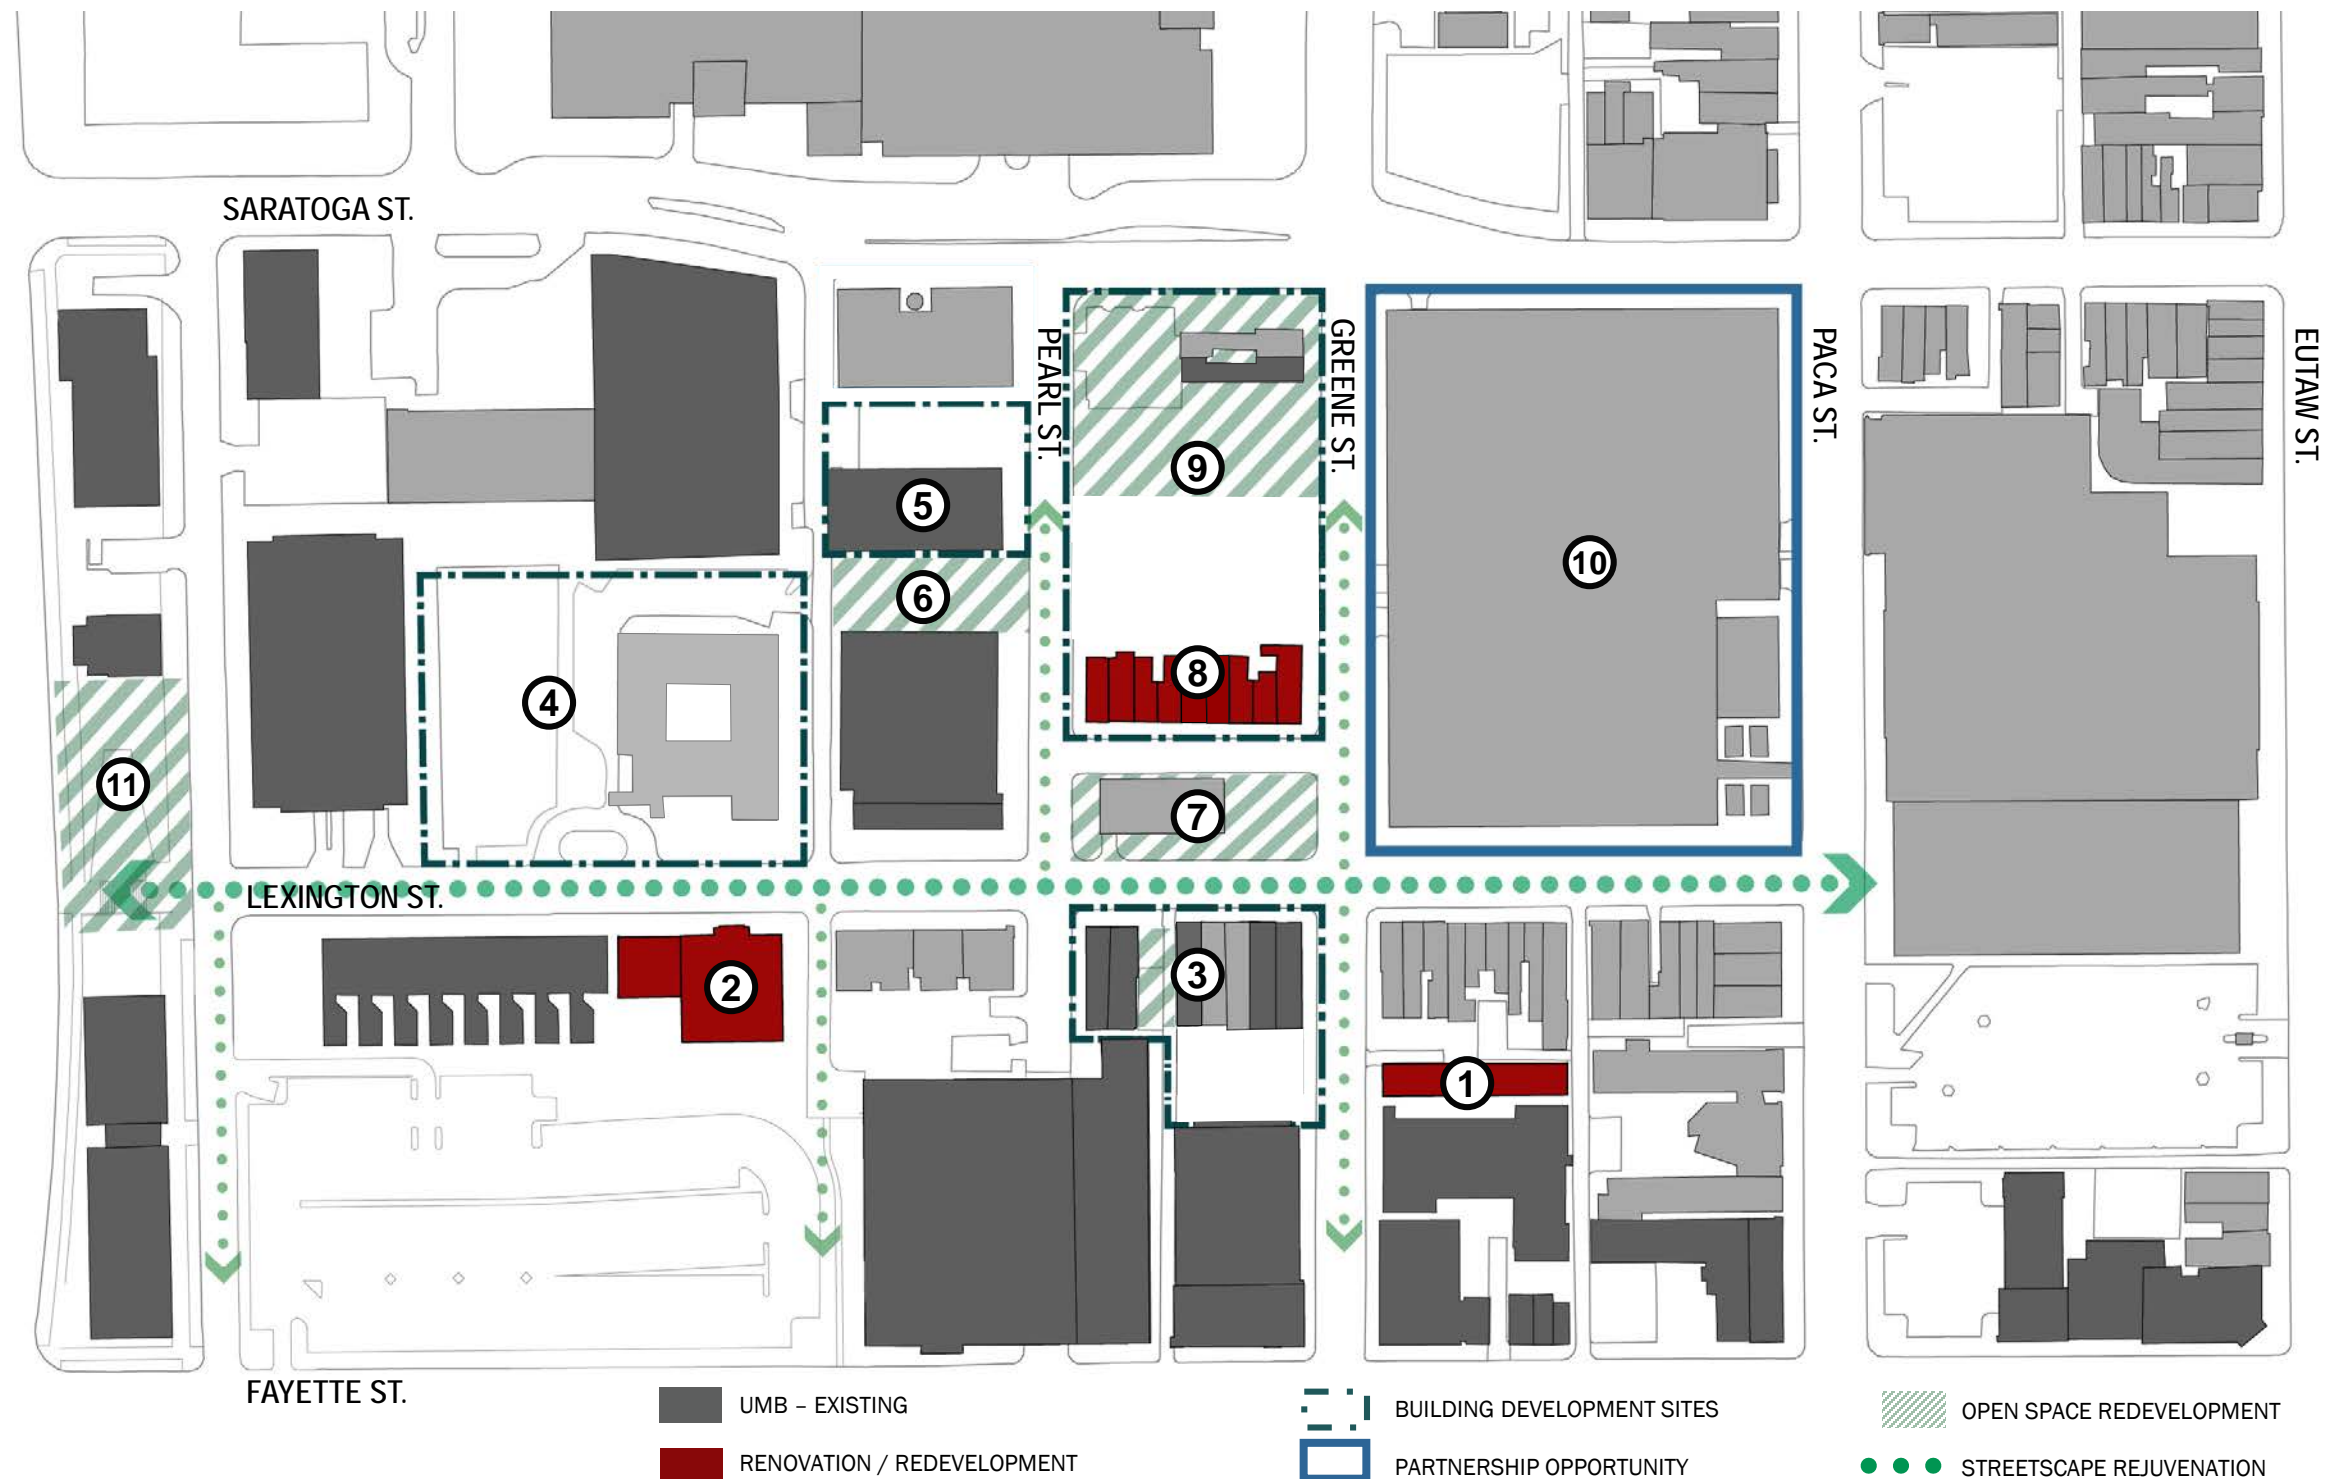 SARATOGA ST.
PEARL ST.
GREENE ST.
PACA ST.
EUTAW ST.
9
5
10
6
8
4
11
7
LEXINGTON ST.
3
2
1
FAYETTE ST.
UMB – EXISTING
BUILDING DEVELOPMENT SITES
OPEN SPACE REDEVELOPMENT
RENOVATION / REDEVELOPMENT
PARTNERSHIP OPPORTUNITY
STREETSCAPE REJUVENATION